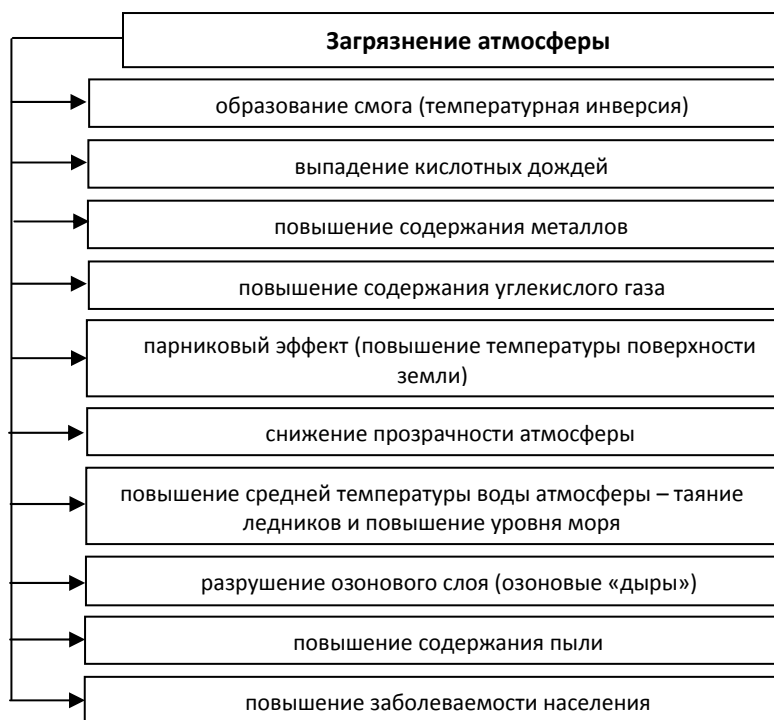 Загрязнение атмосферы
образование смога (температурная инверсия)
выпадение кислотных дождей
повышение содержания металлов
повышение содержания углекислого газа
парниковый эффект (повышение температуры поверхности
земли)
снижение прозрачности атмосферы
повышение средней температуры воды атмосферы – таяние
ледников и повышение уровня моря
разрушение озонового слоя (озоновые «дыры»)
повышение содержания пыли
повышение заболеваемости населения